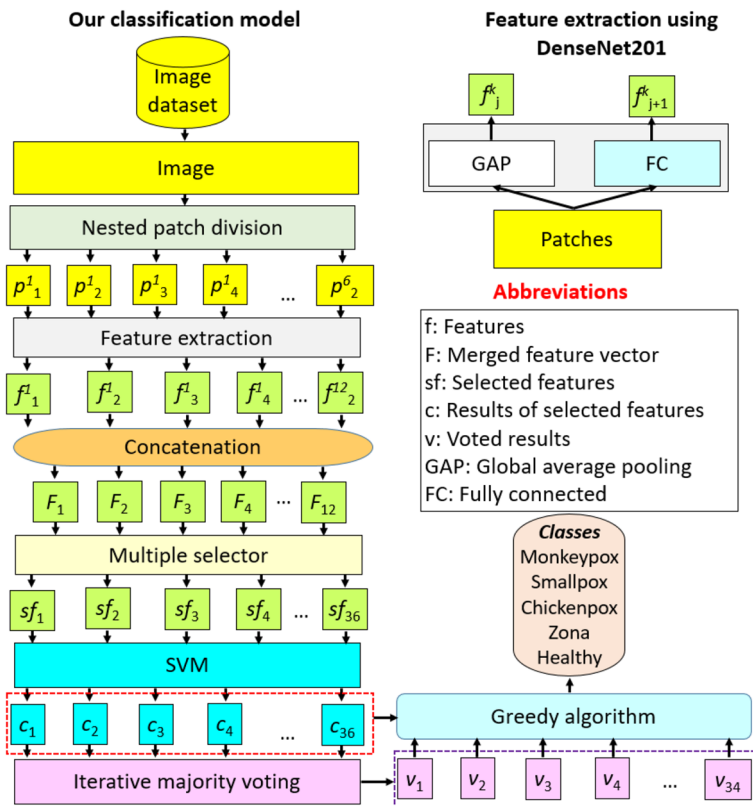 Our classification model
Image
dataset
Image
Nested patch division
p¹₁ p¹₂ p¹₃ p¹₄ ... p⁶₂
Feature extraction
f¹₁ f¹₂ f¹₃ f¹₄ ... f¹²₂
Concatenation
F₁ F₂ F₃ F₄ ... F₁₂
Multiple selector
sf₁ sf₂ sf₃ sf₄ ... sf₃₆
SVM
c₁ c₂ c₃ c₄ ... c₃₆
Iterative majority voting
Feature extraction using
DenseNet201
fᵏⱼ fᵏⱼ₊₁
GAP FC
Patches
Abbreviations
f: Features
F: Merged feature vector
sf: Selected features
c: Results of selected features
v: Voted results
GAP: Global average pooling
FC: Fully connected
Classes
Monkeypox
Smallpox
Chickenpox
Zona
Healthy
Greedy algorithm
v₁ v₂ v₃ v₄ ... v₃₄